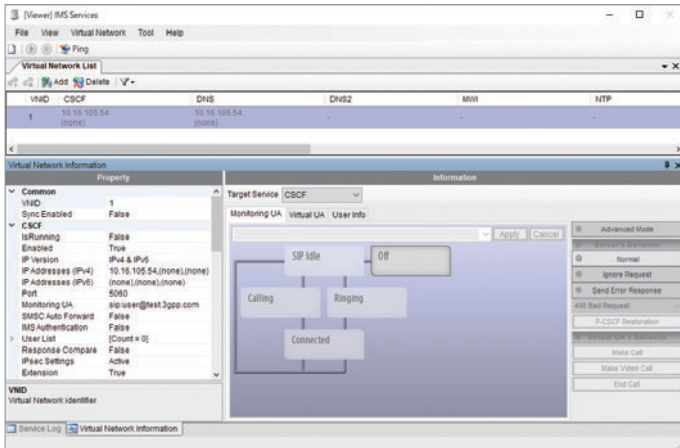 [Viewer] IMS Services
File View Virtual Network Tool Help
Ping
Virtual Network List
Add Delete
VNID CSCF DNS DNS2 MWI NTP
1 10.16.105.54 10.16.105.54 - - -
(none) (none)
Virtual Network Information
Property
Information
Common
VNID 1
Sync Enabled False
CSCF
IsRunning False
Enabled True
IP Version IPv4 & IPv6
IP Addresses (IPv4) 10.16.105.54,(none),(none)
IP Addresses (IPv6) (none),(none),(none)
Port 5060
Monitoring UA sip:user@test.3gpp.com
SMSC Auto Forward False
IMS Authentication False
User List [Count = 0]
Response Compare False
IPsec Settings Active
Extension True
VNID
Virtual Network identifier
Target Service CSCF
Monitoring UA Virtual UA User Info
Apply Cancel
SIP Idle
Off
Calling
Ringing
Connected
Advanced Mode
Server's Behavior
Normal
Ignore Request
Send Error Response
400 Bad Request
P-CSCF Restoration
Virtual UA's Behavior
Make Call
Make Video Call
End Call
Service Log Virtual Network Information